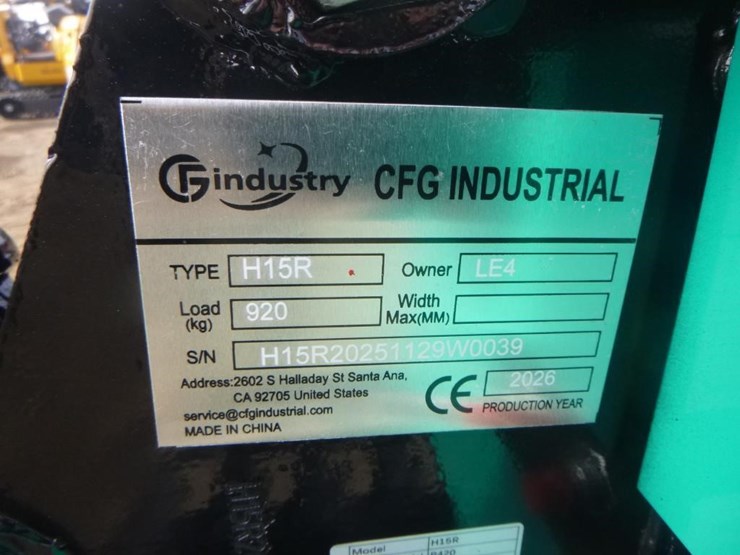 CFindustry CFG INDUSTRIAL
TYPE H15R Owner LE4
Load (kg) 920 Width Max(MM)
S/N H15R20251129W0039
Address:2602 S Halladay St Santa Ana,
CA 92705 United States
service@cfgindustrial.com
MADE IN CHINA
CE 2026
PRODUCTION YEAR
Model H15R